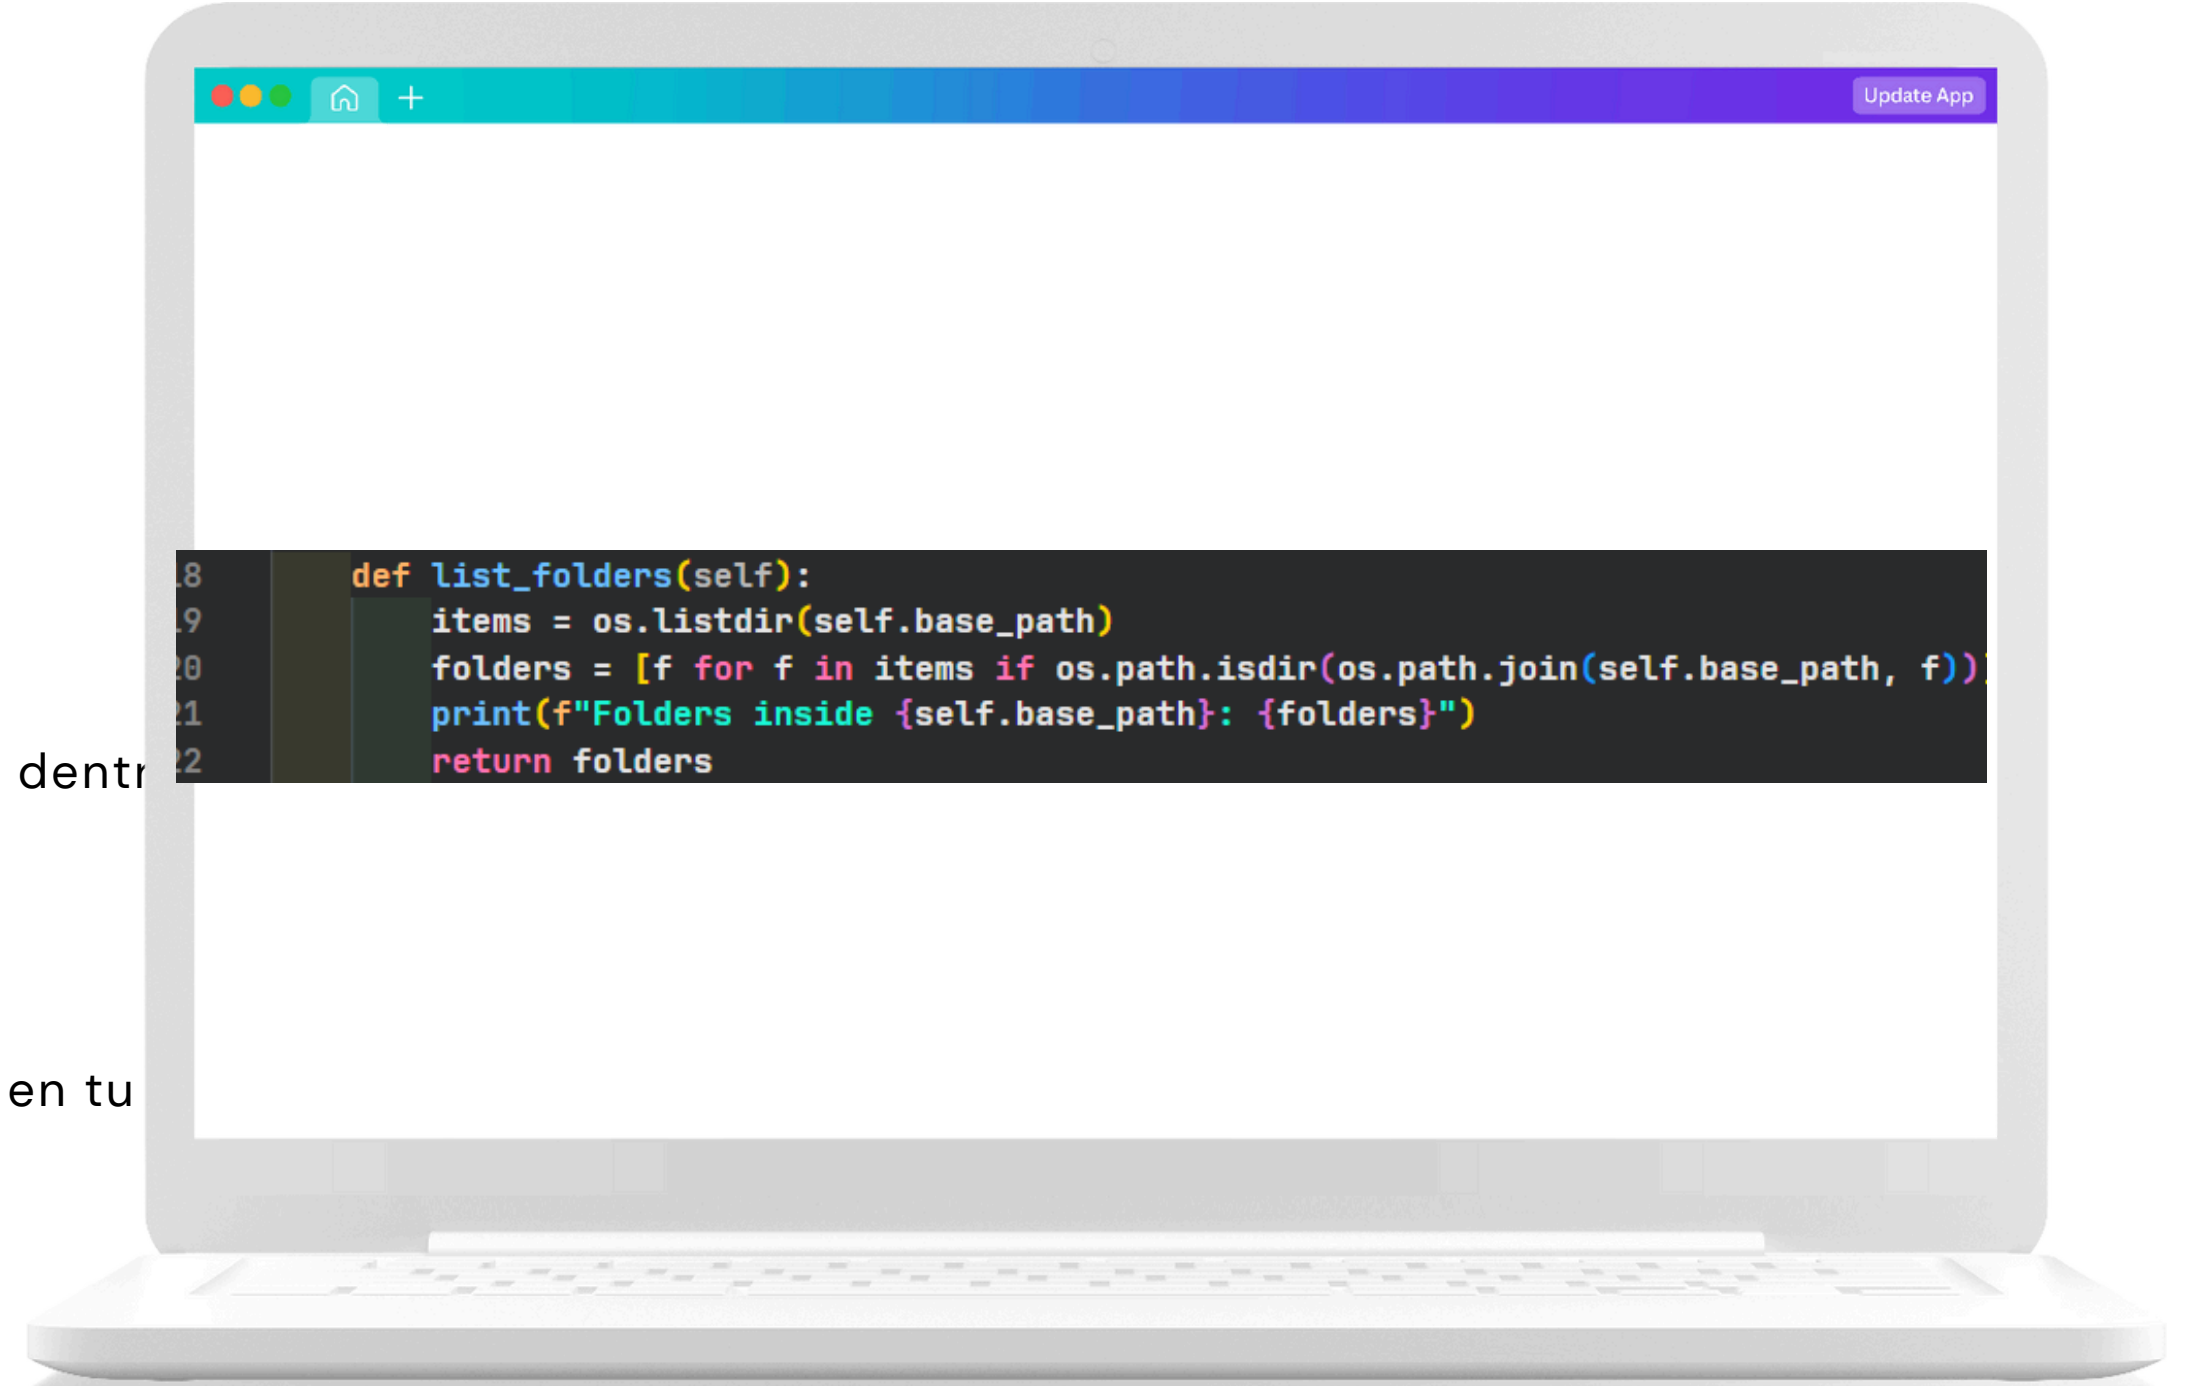 Update App
18 def list_folders(self):
19 items = os.listdir(self.base_path)
20 folders = [f for f in items if os.path.isdir(os.path.join(self.base_path, f))]
21 print(f"Folders inside {self.base_path}: {folders}")
22 return folders
en tu